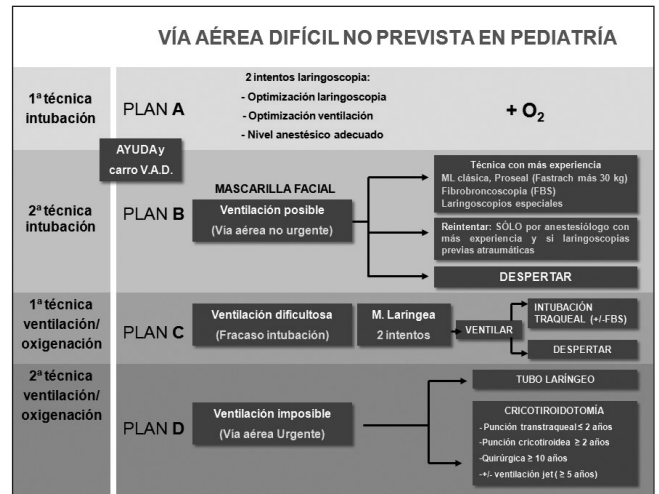 VÍA AÉREA DIFÍCIL NO PREVISTA EN PEDIATRÍA
1ª técnica
intubación
PLAN A
2 intentos laringoscopia:
- Optimización laringoscopia
- Optimización ventilación
- Nivel anestésico adecuado
+ O2
AYUDA y
carro V.A.D.
2ª técnica
intubación
PLAN B
MASCARILLA FACIAL
Ventilación posible
(Vía aérea no urgente)
Técnica con más experiencia
ML clásica, Proseal (Fastrach más 30 kg)
Fibrobroncoscopia (FBS)
Laringoscopios especiales
Reintentar: SÒLO por anestesiólogo con
más experiencia y si laringoscopias
previas atraumáticas
DESPERTAR
1ª técnica
ventilación/
oxigenación
PLAN C
Ventilación dificultosa
(Fracaso intubación)
M. Laríngea
2 intentos
VENTILAR
INTUBACIÓN
TRAQUEAL (+/-FBS)
DESPERTAR
2ª técnica
ventilación/
oxigenación
PLAN D
Ventilación imposible
(Vía aérea Urgente)
TUBO LARÍNGEO
CRICOTIROIDOTOMÍA
- Punción transtraqueal ≤ 2 años
-Punción cricotiroidea ≥ 2 años
-Quirúrgica ≥ 10 años
-+/- ventilación jet ( ≥ 5 años)